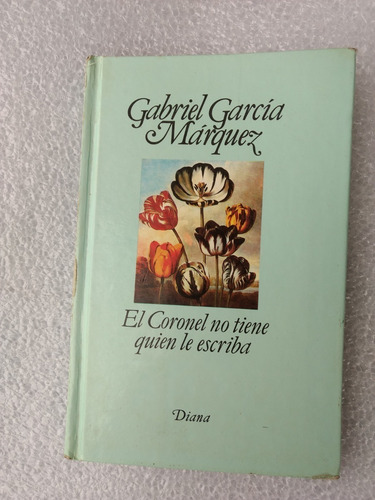 Gabriel García
Márquez
El Coronel no tiene
quien le escriba
Diana